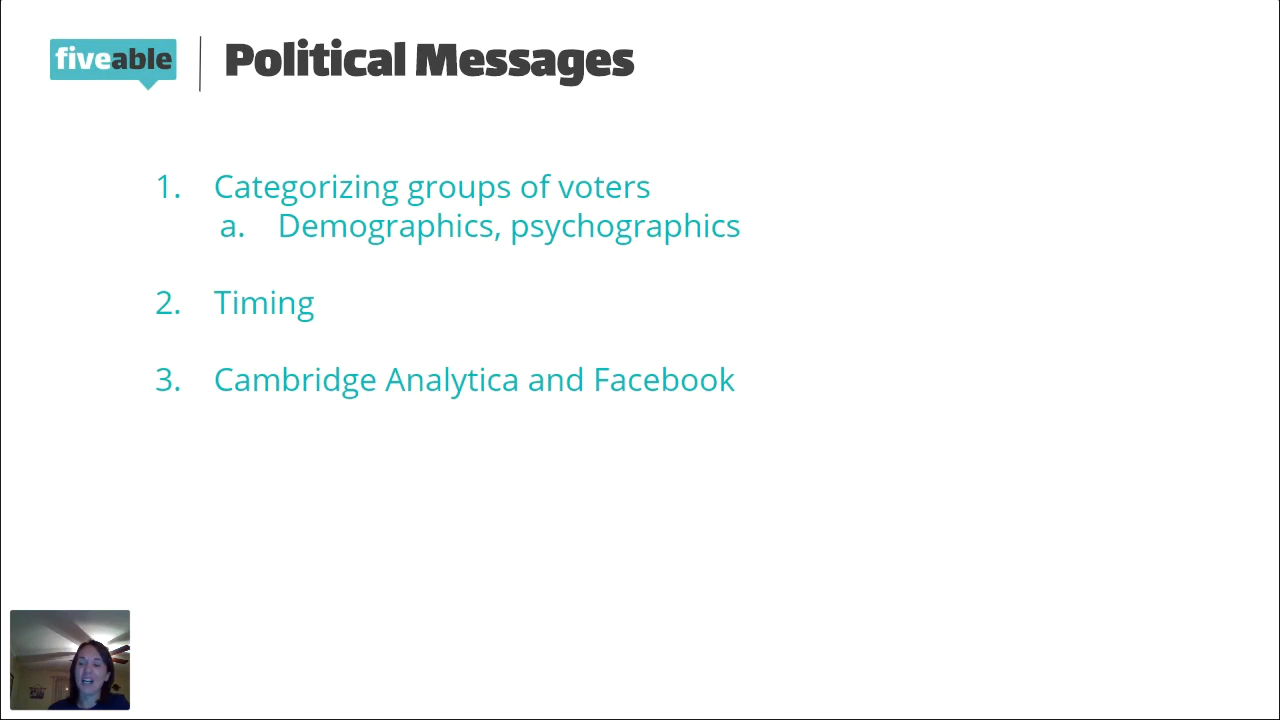 fiveable
Political Messages
1. Categorizing groups of voters
a. Demographics, psychographics
2. Timing
3. Cambridge Analytica and Facebook